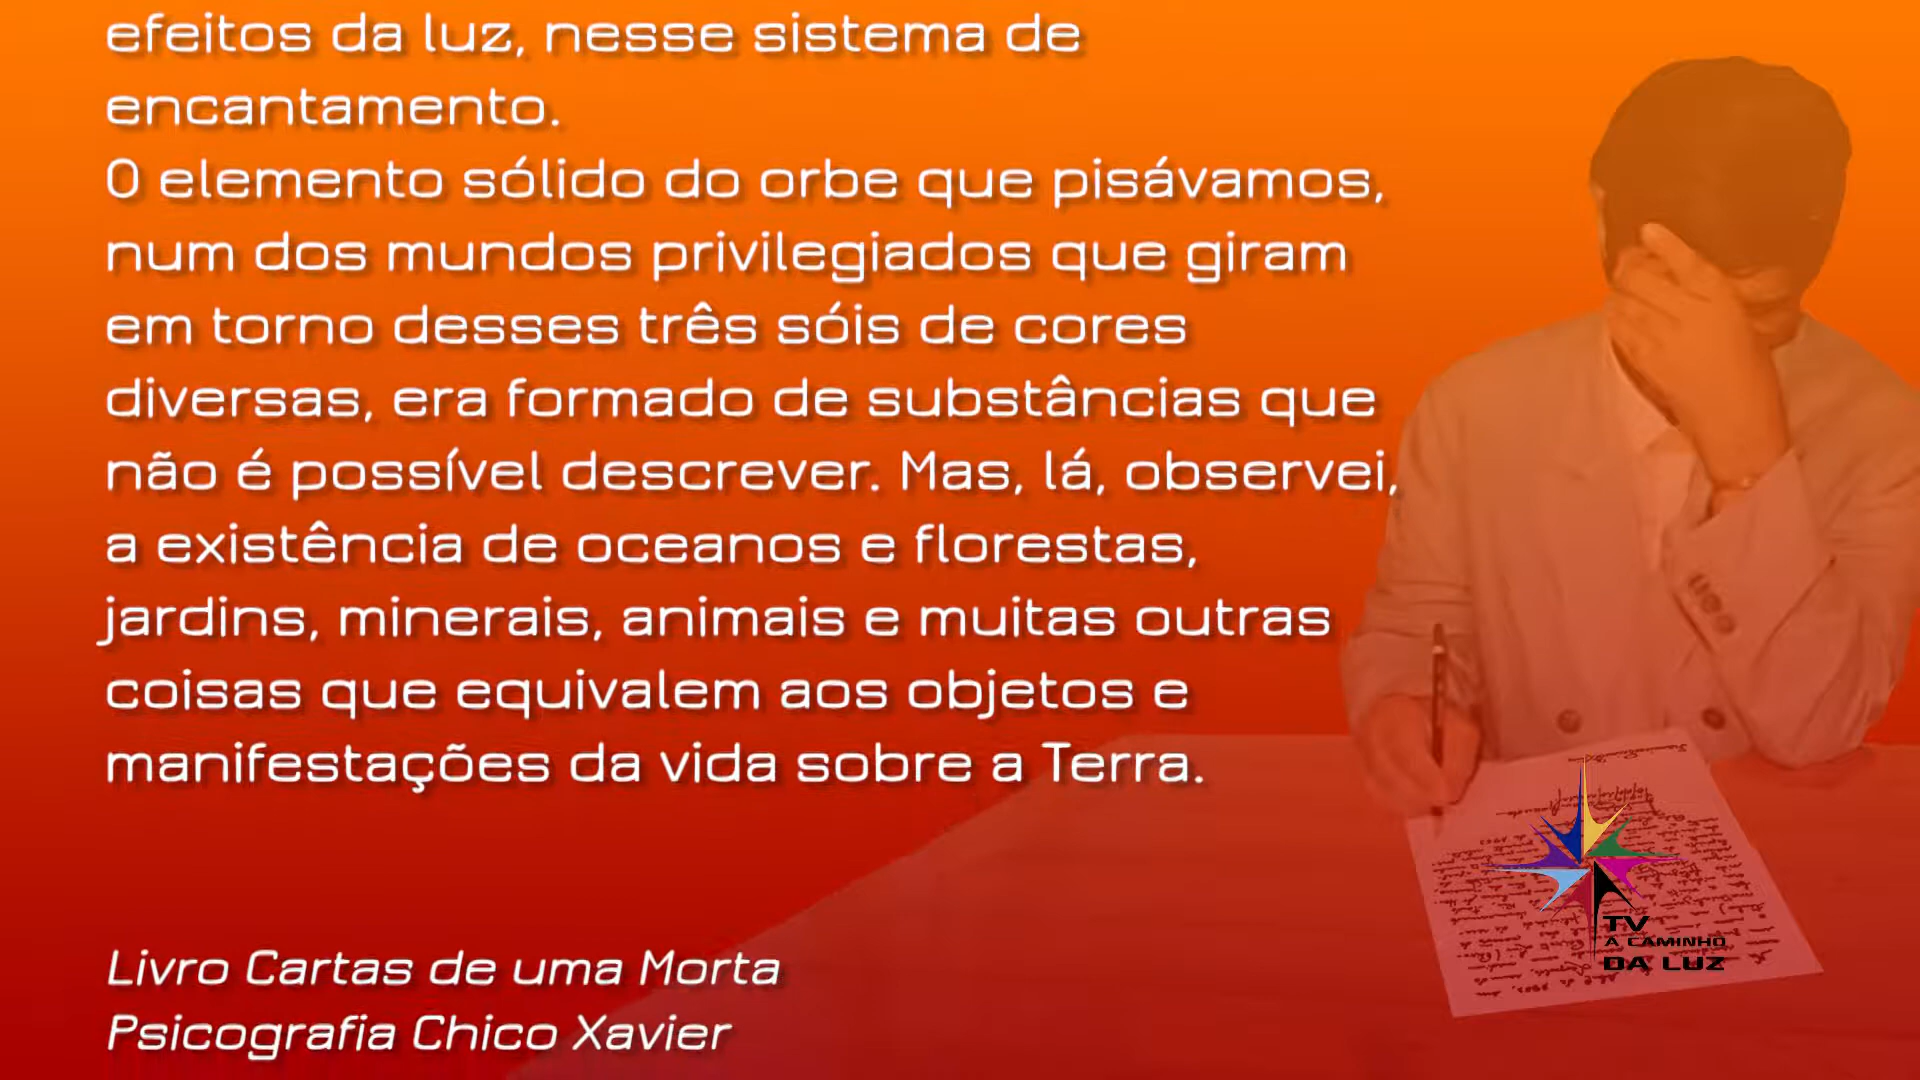 efeitos da luz, nesse sistema de
encantamento.
O elemento sólido do orbe que pisávamos,
num dos mundos privilegiados que giram
em torno desses três sóis de cores
diversas, era formado de substâncias que
não é possível descrever. Mas, lá, observei,
a existência de oceanos e florestas,
jardins, minerais, animais e muitas outras
coisas que equivalem aos objetos e
manifestações da vida sobre a Terra.
Livro Cartas de uma Morta
Psicografia Chico Xavier
TV
A CAMINHO
DA LUZ